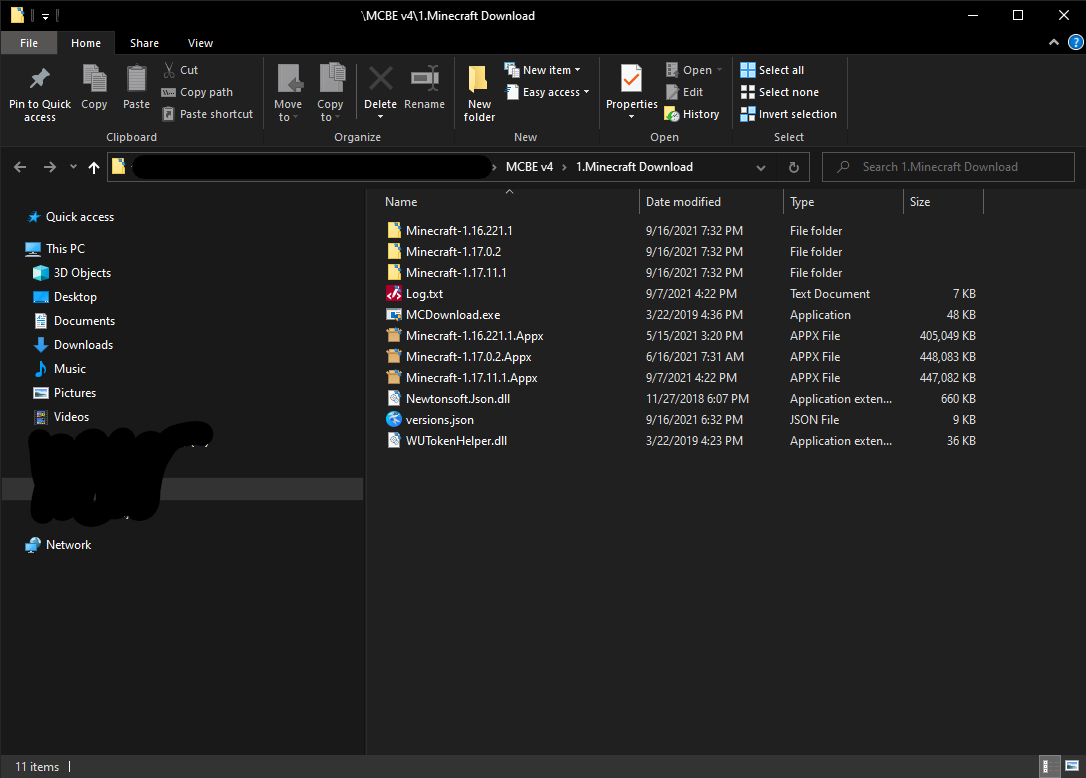 \MCBE v4\1.Minecraft Download
File Home Share View
Pin to Quick access
Copy
Paste
Cut
Copy path
Paste shortcut
Clipboard
Move to
Copy to
Delete
Rename
Organize
New folder
New item
Easy access
New
Properties
Open
Edit
History
Open
Select all
Select none
Invert selection
Select
MCBE v4 › 1.Minecraft Download
Search 1.Minecraft Download
Quick access
This PC
3D Objects
Desktop
Documents
Downloads
Music
Pictures
Videos
Network
Name Date modified Type Size
Minecraft-1.16.221.1 9/16/2021 7:32 PM File folder
Minecraft-1.17.0.2 9/16/2021 7:32 PM File folder
Minecraft-1.17.11.1 9/16/2021 7:32 PM File folder
Log.txt 9/7/2021 4:22 PM Text Document 7 KB
MCDownload.exe 3/22/2019 4:36 PM Application 48 KB
Minecraft-1.16.221.1.Appx 5/15/2021 3:20 PM APPX File 405,049 KB
Minecraft-1.17.0.2.Appx 6/16/2021 7:31 AM APPX File 448,083 KB
Minecraft-1.17.11.1.Appx 9/7/2021 4:22 PM APPX File 447,082 KB
Newtonsoft.Json.dll 11/27/2018 6:07 PM Application exten... 660 KB
versions.json 9/16/2021 6:32 PM JSON File 9 KB
WUTokenHelper.dll 3/22/2019 4:23 PM Application exten... 36 KB
11 items